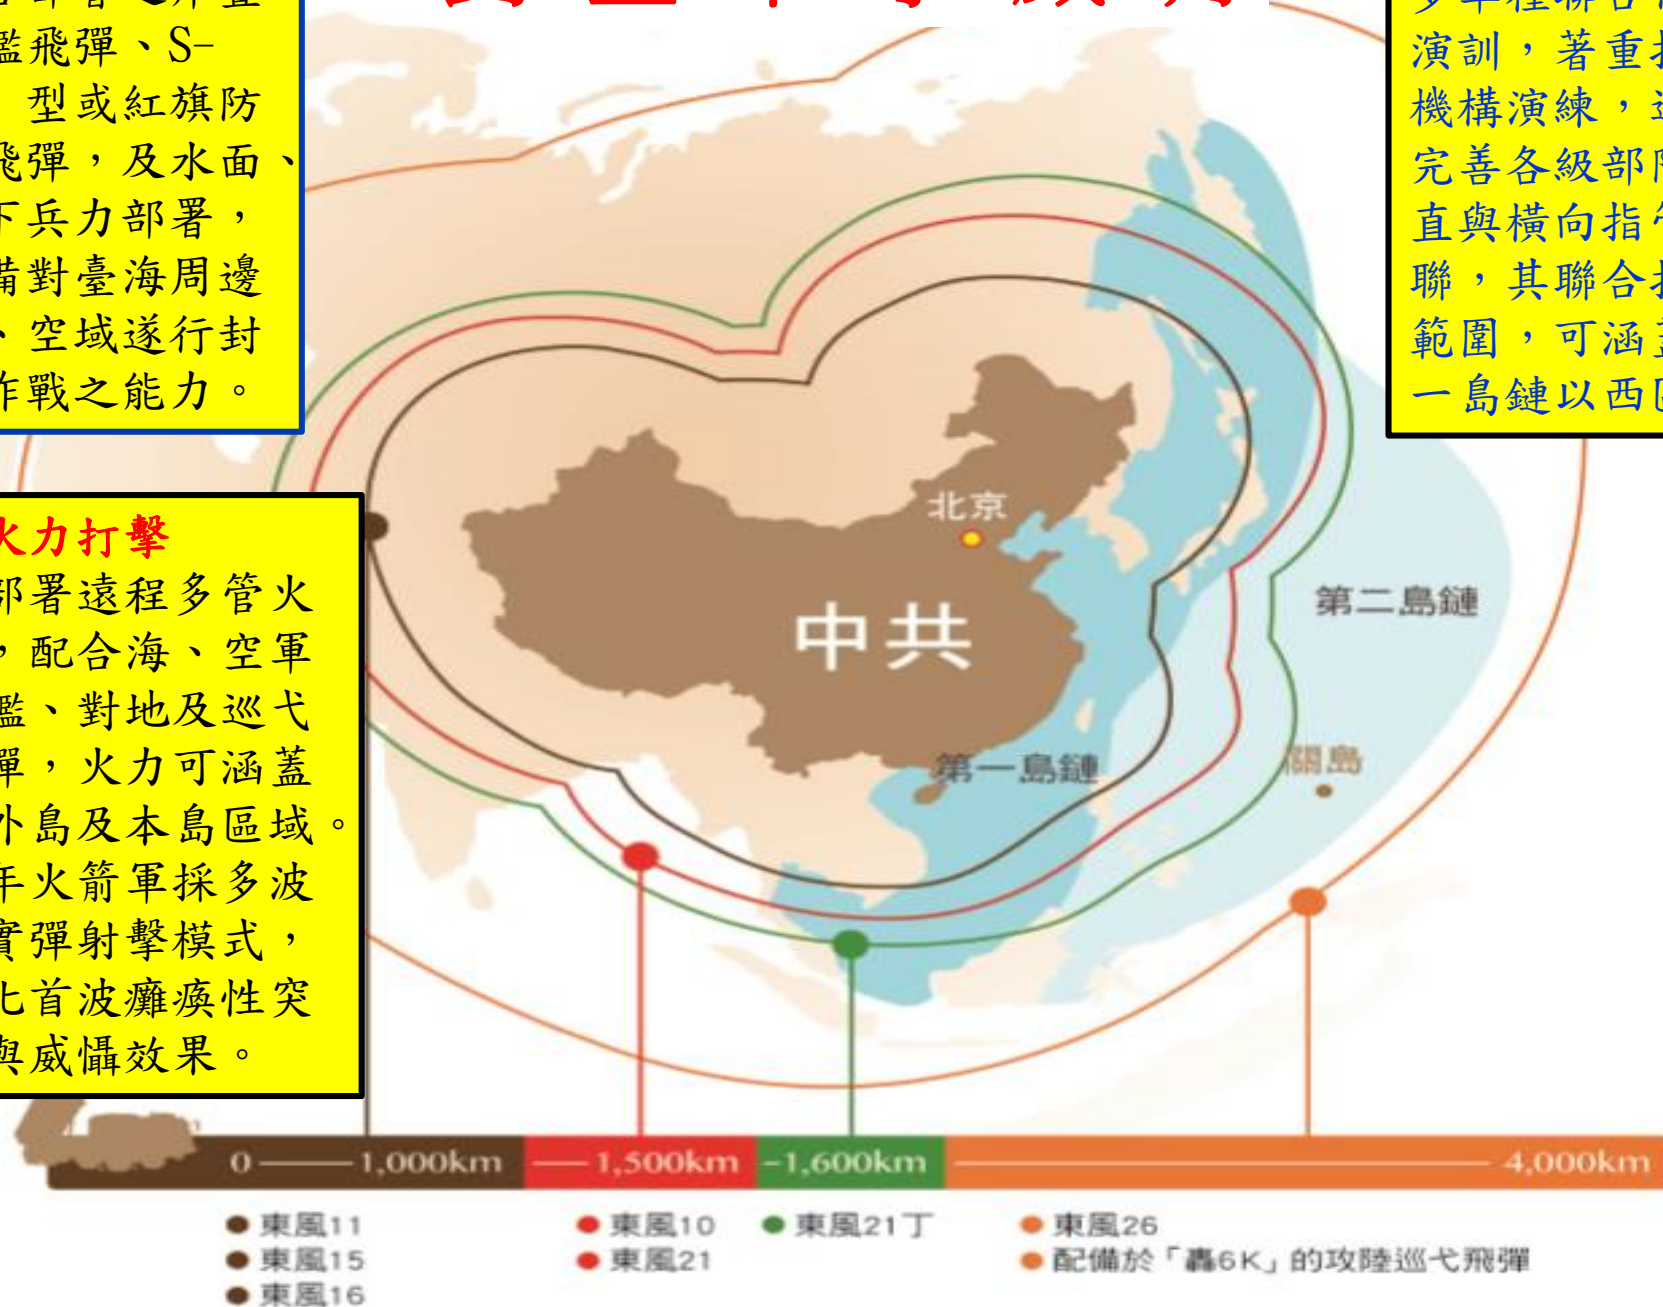 艦飛彈、S-
型或紅旗防
飛彈,及水面、
下兵力部署,
備對臺海周邊
、空域遂行封
作戰之能力。
演訓,著重
機構演練,
完善各級部
直與橫向指
聯,其聯合
範圍,可涵
一島鏈以西
火力打擊
部署遠程多管火
,配合海、空軍
艦、對地及巡弋
彈,火力可涵蓋
外島及本島區域。
年火箭軍採多波
實彈射擊模式,
化首波癱瘓性突
與威懾效果。
北京
中共
第二島鏈
第一島鏈
關島
0 —— 1,000km —— 1,500km -1,600km —— 4,000km
東風11
東風15
東風16
東風10
東風21
東風21丁
東風26
配備於「轟6K」的攻陸巡弋飛彈